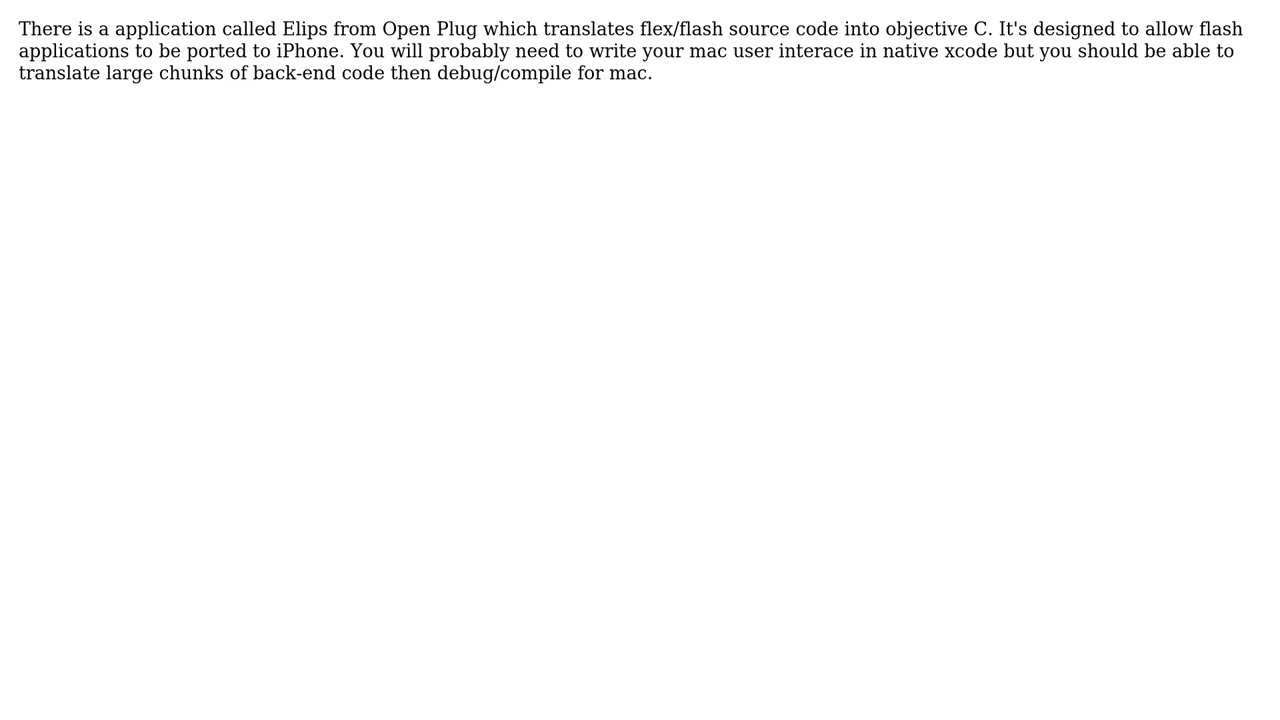 There is a application called Elips from Open Plug which translates flex/flash source code into objective C. It's designed to allow flash
applications to be ported to iPhone. You will probably need to write your mac user interace in native xcode but you should be able to
translate large chunks of back-end code then debug/compile for mac.